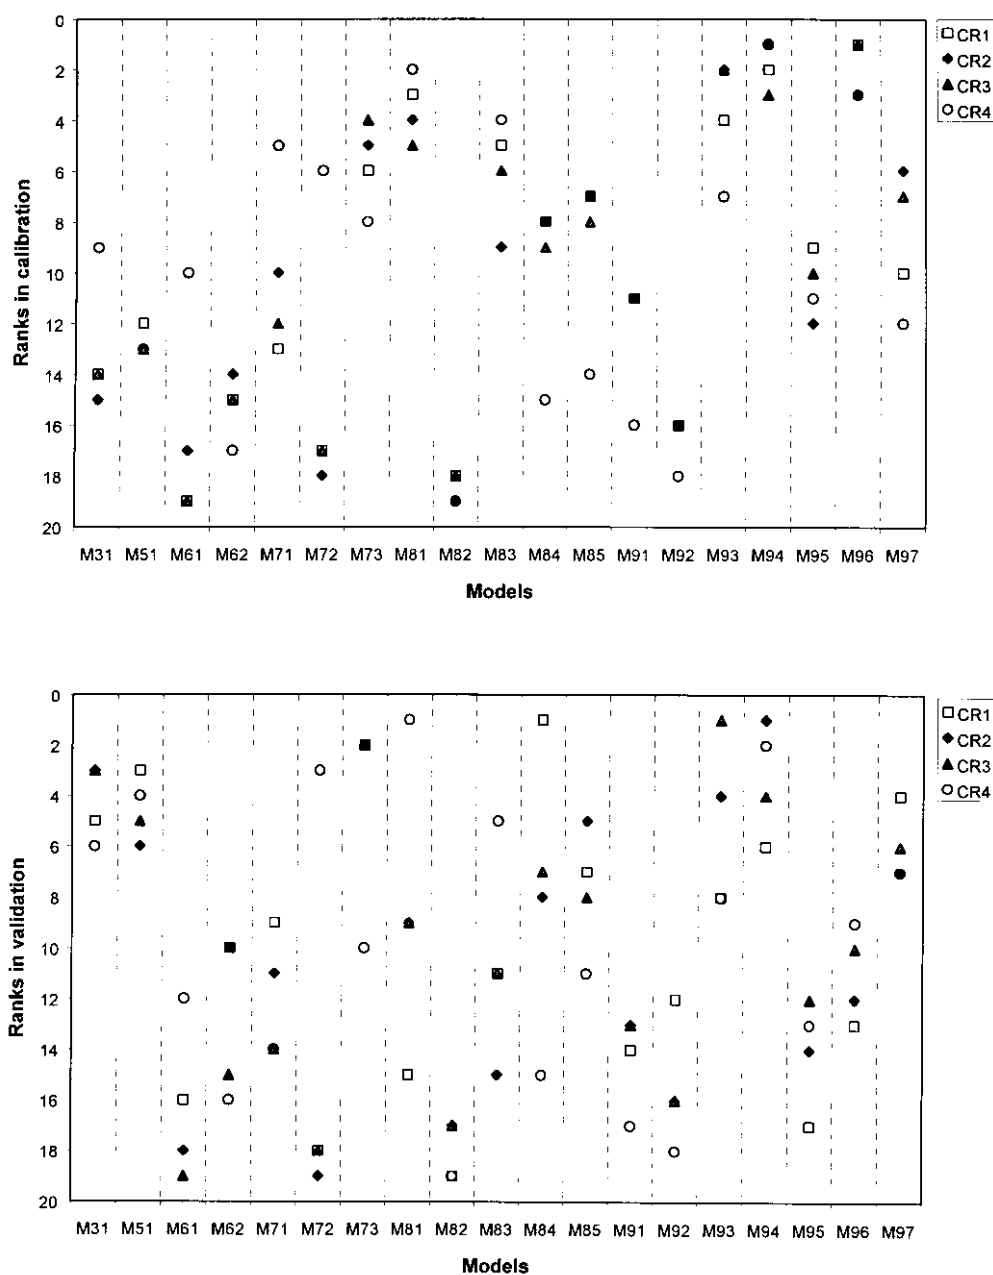 0
2
4
6
8
10
12
14
16
18
20
Ranks in calibration
M31 M51 M61 M62 M71 M72 M73 M81 M82 M83 M84 M85 M91 M92 M93 M94 M95 M96 M97
Models
CR1
CR2
CR3
CR4
0
2
4
6
8
10
12
14
16
18
20
Ranks in validation
M31 M51 M61 M62 M71 M72 M73 M81 M82 M83 M84 M85 M91 M92 M93 M94 M95 M96 M97
Models
CR1
CR2
CR3
CR4